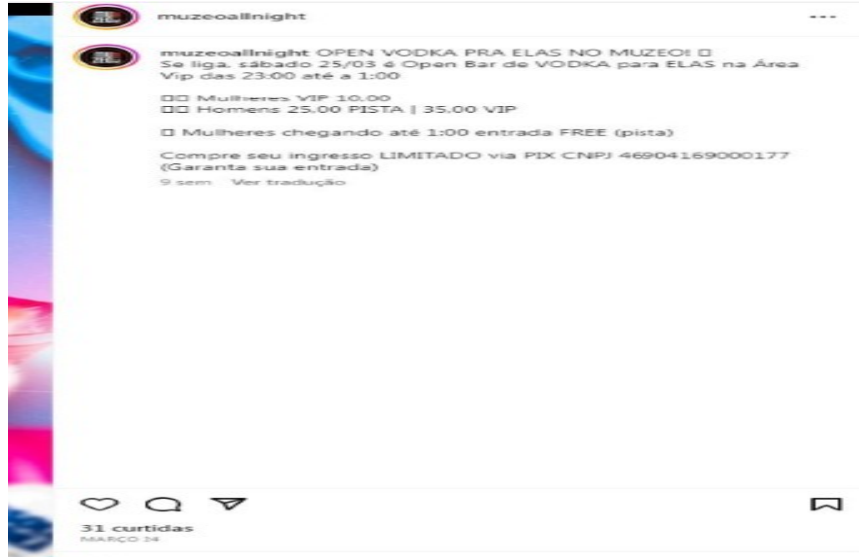 muzeoallnight
muzeoallnight OPEN VODKA PRA ELAS NO MUZEO! □
Se liga, sábado 25/03 é Open Bar de VODKA para ELAS na Área
Vip das 23:00 até a 1:00
□□ Mulheres VIP 10,00
□□ Homens 25,00 PISTA | 35,00 VIP
□ Mulheres chegando até 1:00 entrada FREE (pista)
Compre seu ingresso LIMITADO via PIX CNPJ 46904169000177
(Garanta sua entrada)
9 sem Ver tradução
31 curtidas
MARÇO 24